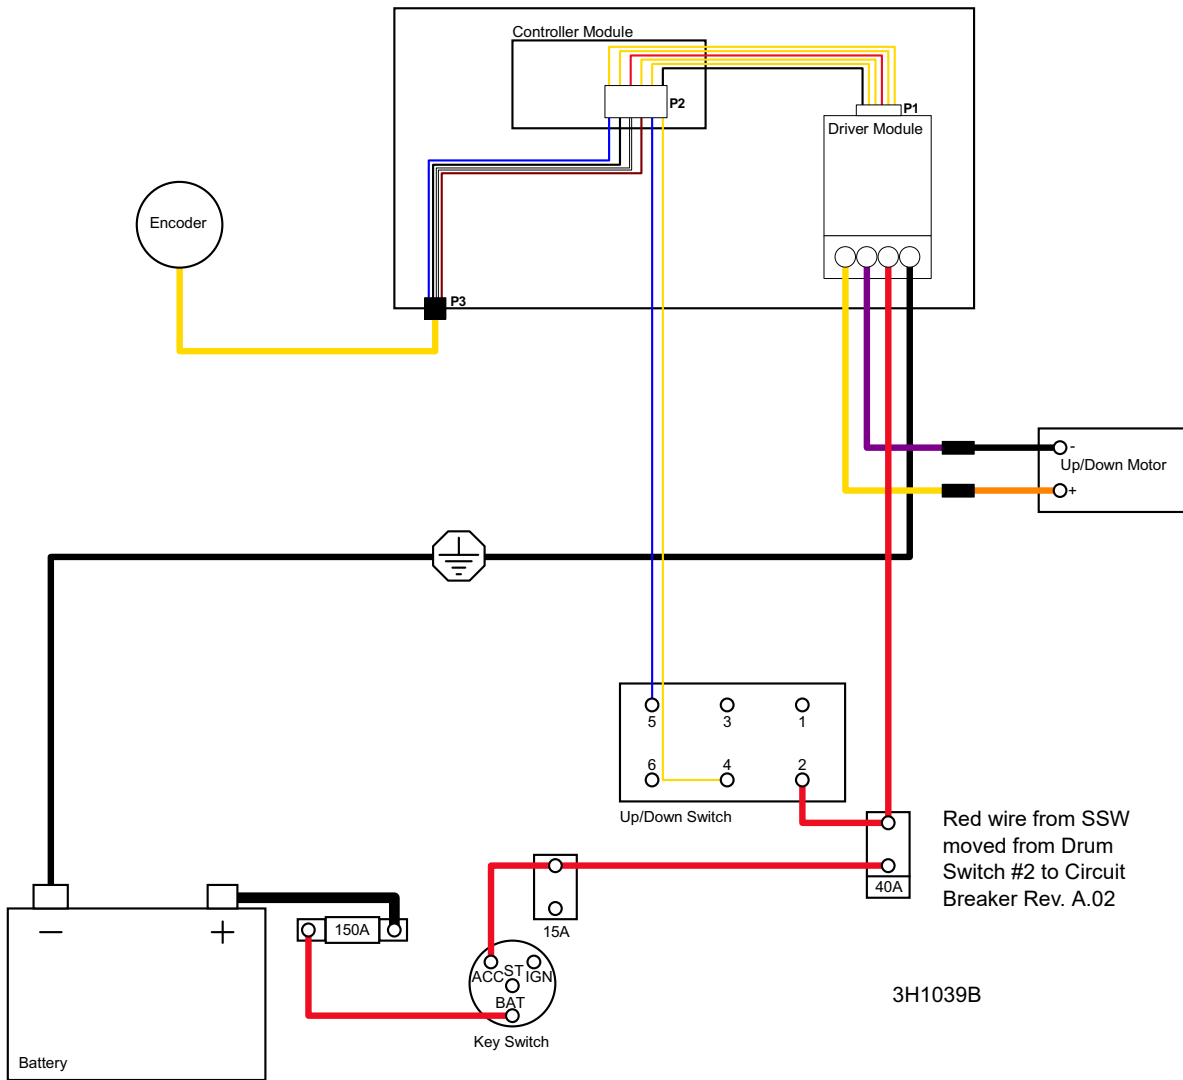 Controller Module
P2
P1
Driver Module
Encoder
P3
-
Up/Down Motor
+
5 3 1
6 4 2
Up/Down Switch
Red wire from SSW
moved from Drum
Switch #2 to Circuit
Breaker Rev. A.02
40A
15A
150A
— +
ACC ST IGN
BAT
Key Switch
3H1039B
Battery